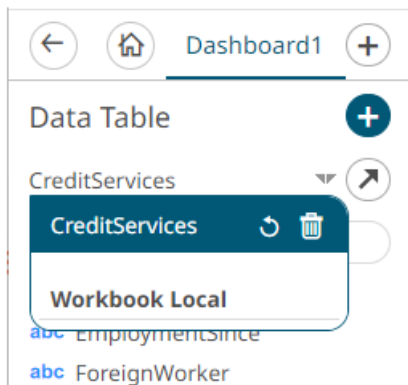 Dashboard1
Data Table
CreditServices
CreditServices
Workbook Local
abc EmploymentSince
abc ForeignWorker